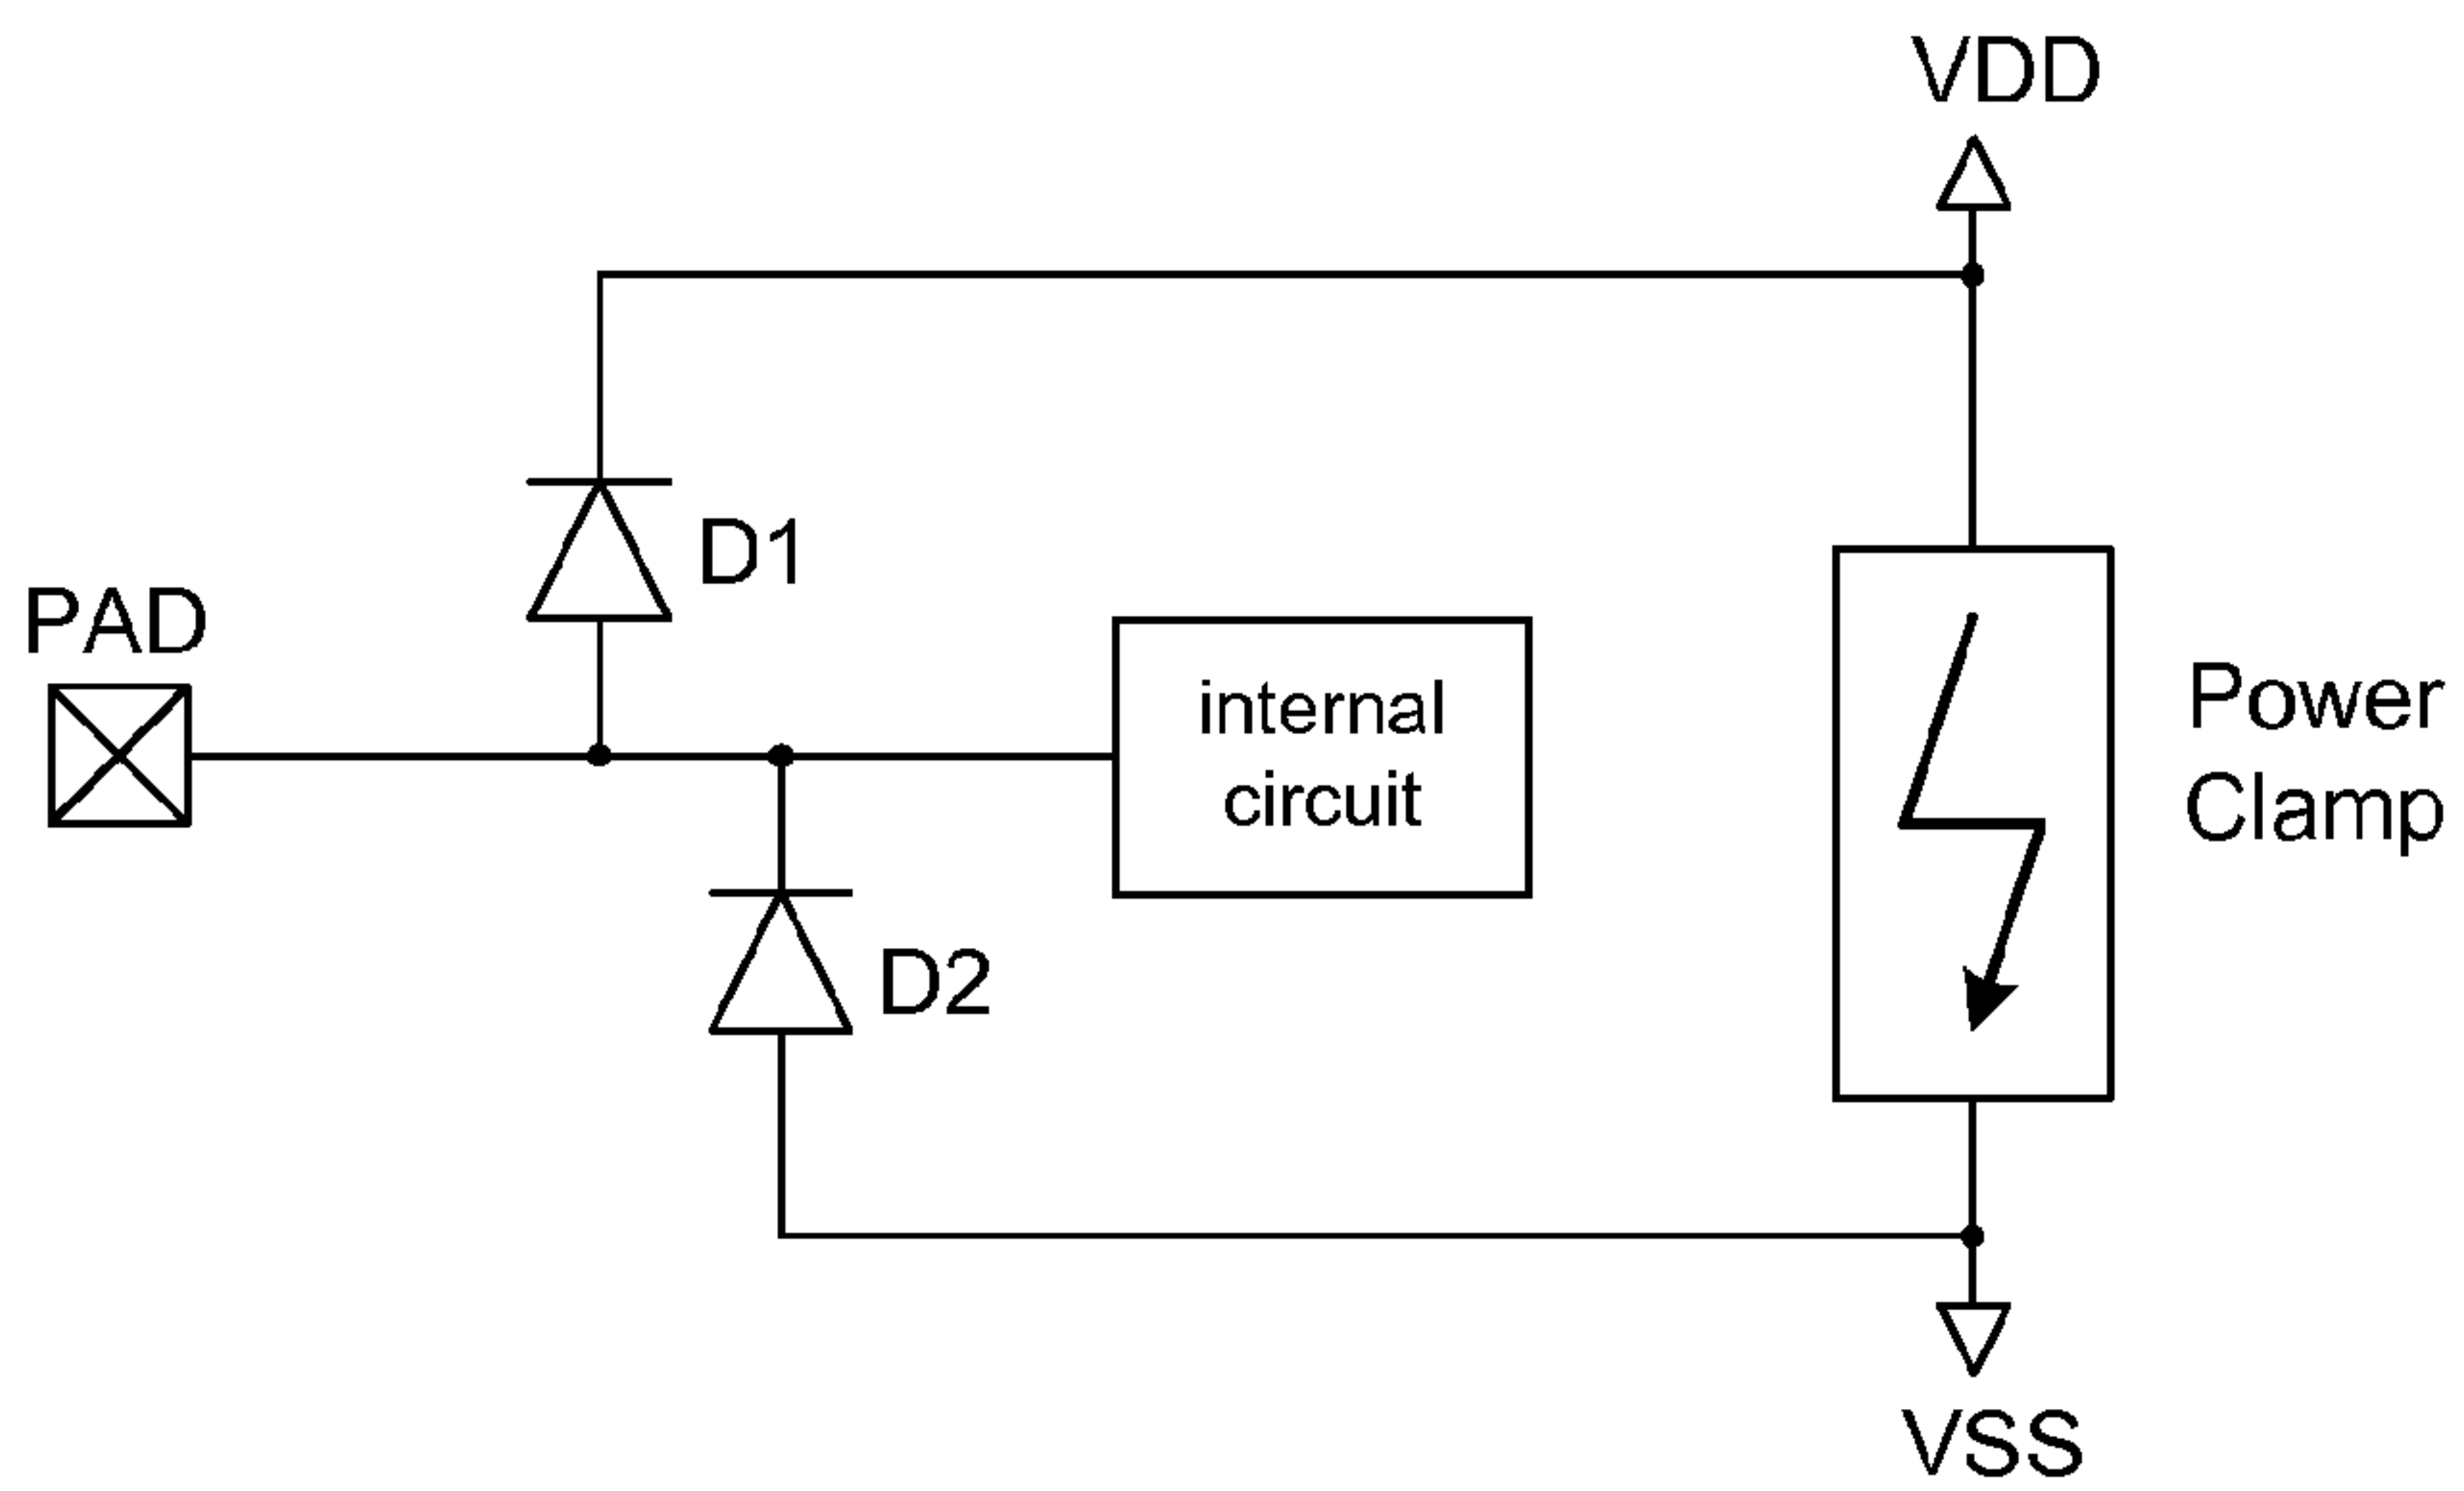 VDD
D1
PAD
internal
circuit
Power
Clamp
D2
VSS